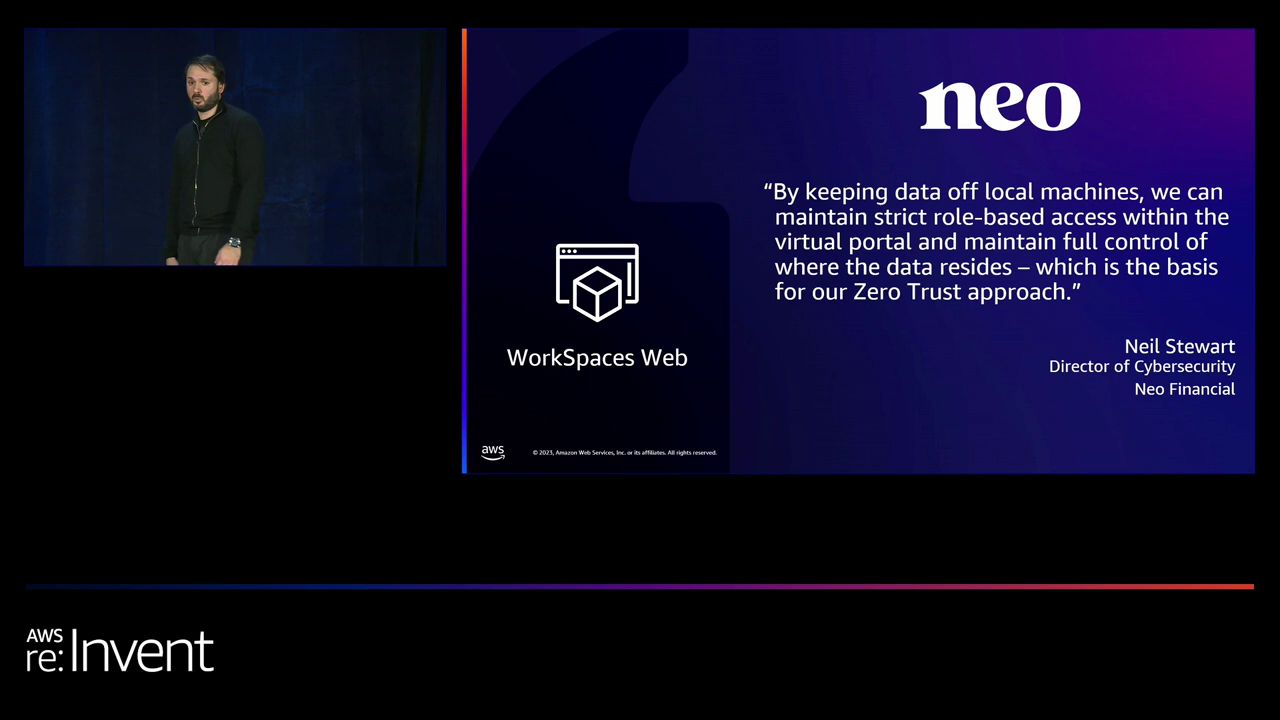 neo
“By keeping data off local machines, we can
maintain strict role-based access within the
virtual portal and maintain full control of
where the data resides – which is the basis
for our Zero Trust approach.”
WorkSpaces Web
Neil Stewart
Director of Cybersecurity
Neo Financial
aws
© 2023, Amazon Web Services, Inc. or its affiliates. All rights reserved.
AWS
re:Invent